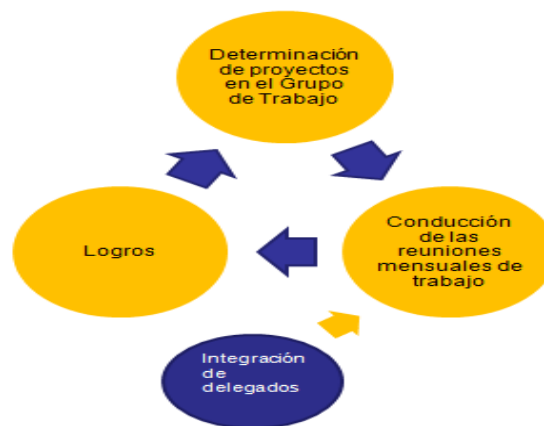 Determinación
de proyectos
en el Grupo
de Trabajo
Conducción
de las
reuniones
mensuales de
trabajo
Logros
Integración
de
delegados